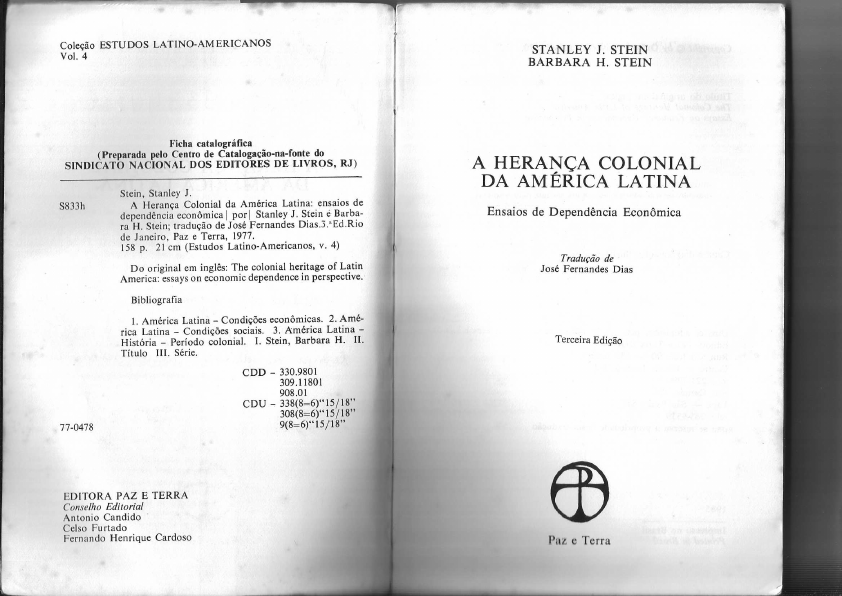 Coleção ESTUDOS LATINO-AMERICANOS
Vol. 4
Ficha catalográfica
(Preparada pelo Centro de Catalogação-na-fonte do
SINDICATO NACIONAL DOS EDITORES DE LIVROS, RJ)
Stein, Stanley J.
S833h A Herança Colonial da América Latina: ensaios de
dependência econômica | por | Stanley J. Stein e Barba-
ra H. Stein; tradução de José Fernandes Dias.3.ªEd.Rio
de Janeiro, Paz e Terra, 1977.
158 p. 21 cm (Estudos Latino-Americanos, v. 4)
Do original em inglês: The colonial heritage of Latin
America: essays on economic dependence in perspective.
Bibliografia
1. América Latina – Condições econômicas. 2. Amé-
rica Latina – Condições sociais. 3. América Latina –
História – Período colonial. I. Stein, Barbara H. II.
Título III. Série.
CDD – 330.9801
309.11801
908.01
CDU – 338(8=6)“15/18”
308(8=6)“15/18”
77-0478 9(8=6)“15/18”
EDITORA PAZ E TERRA
Conselho Editorial
Antonio Candido
Celso Furtado
Fernando Henrique Cardoso
STANLEY J. STEIN
BARBARA H. STEIN
A HERANÇA COLONIAL
DA AMÉRICA LATINA
Ensaios de Dependência Econômica
Tradução de
José Fernandes Dias
Terceira Edição
Paz e Terra